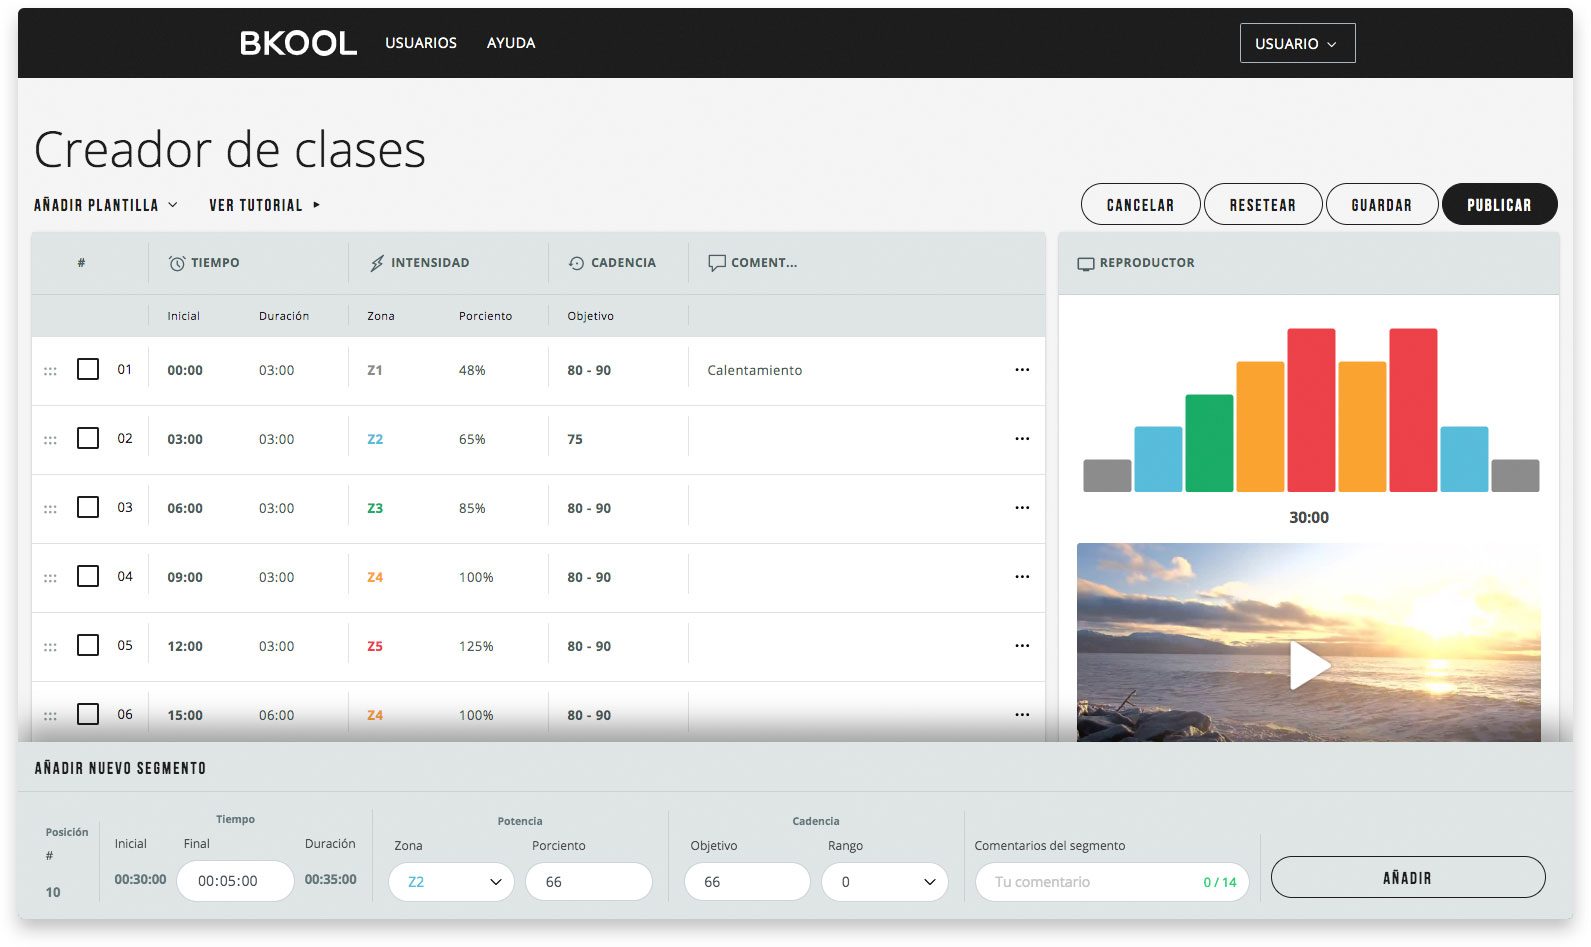 BKOOL USUARIOS AYUDA USUARIO
Creador de clases
AÑADIR PLANTILLA VER TUTORIAL CANCELAR RESETEAR GUARDAR PUBLICAR
# TIEMPO INTENSIDAD CADENCIA COMENT...
Inicial Duración Zona Porciento Objetivo
01 00:00 03:00 Z1 48% 80 - 90 Calentamiento ...
02 03:00 03:00 Z2 65% 75 ...
03 06:00 03:00 Z3 85% 80 - 90 ...
04 09:00 03:00 Z4 100% 80 - 90 ...
05 12:00 03:00 Z5 125% 80 - 90 ...
06 15:00 06:00 Z4 100% 80 - 90 ...
REPRODUCTOR
30:00
AÑADIR NUEVO SEGMENTO
Posición
#
10
Tiempo
Inicial Final Duración
00:30:00 00:05:00 00:35:00
Potencia
Zona Porciento
Z2 66
Cadencia
Objetivo Rango
66 0
Comentarios del segmento
Tu comentario 0 / 14
AÑADIR